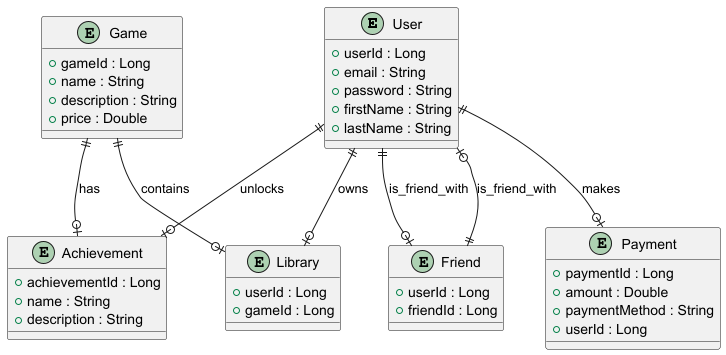 E Game
+ gameId : Long
+ name : String
+ description : String
+ price : Double
E User
+ userId : Long
+ email : String
+ password : String
+ firstName : String
+ lastName : String
has
contains
unlocks
owns
is_friend_with
is_friend_with
makes
E Achievement
+ achievementId : Long
+ name : String
+ description : String
E Library
+ userId : Long
+ gameId : Long
E Friend
+ userId : Long
+ friendId : Long
E Payment
+ paymentId : Long
+ amount : Double
+ paymentMethod : String
+ userId : Long